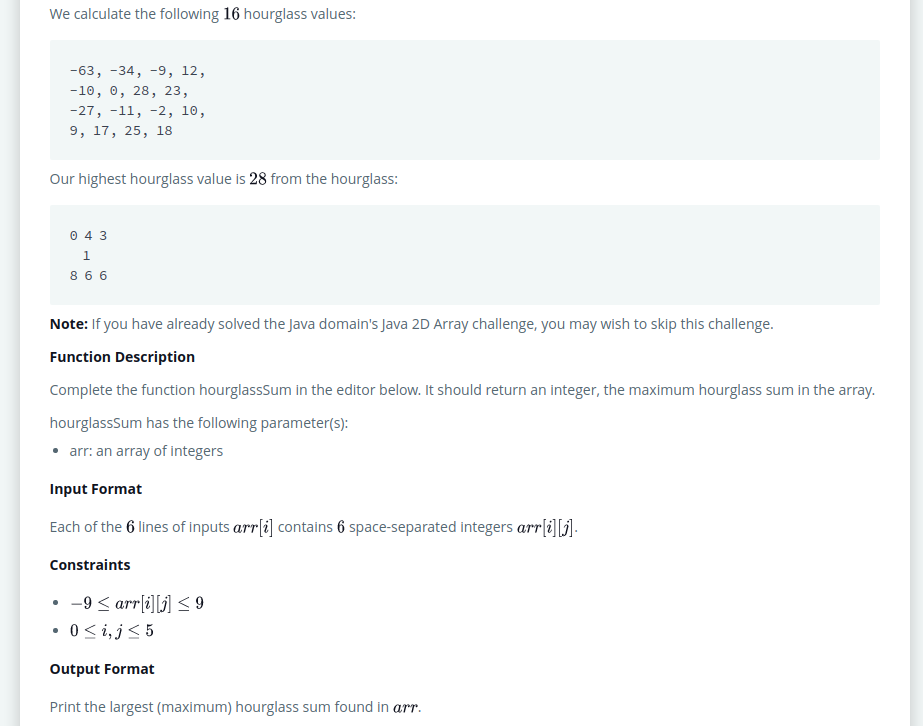 We calculate the following 16 hourglass values:
-63, -34, -9, 12,
-10, 0, 28, 23,
-27, -11, -2, 10,
9, 17, 25, 18
Our highest hourglass value is 28 from the hourglass:
0 4 3
1
8 6 6
Note: If you have already solved the Java domain's Java 2D Array challenge, you may wish to skip this challenge.
Function Description
Complete the function hourglassSum in the editor below. It should return an integer, the maximum hourglass sum in the array.
hourglassSum has the following parameter(s):
• arr: an array of integers
Input Format
Each of the 6 lines of inputs arr[i] contains 6 space-separated integers arr[i][j].
Constraints
• −9 ≤ arr[i][j] ≤ 9
• 0 ≤ i, j ≤ 5
Output Format
Print the largest (maximum) hourglass sum found in arr.